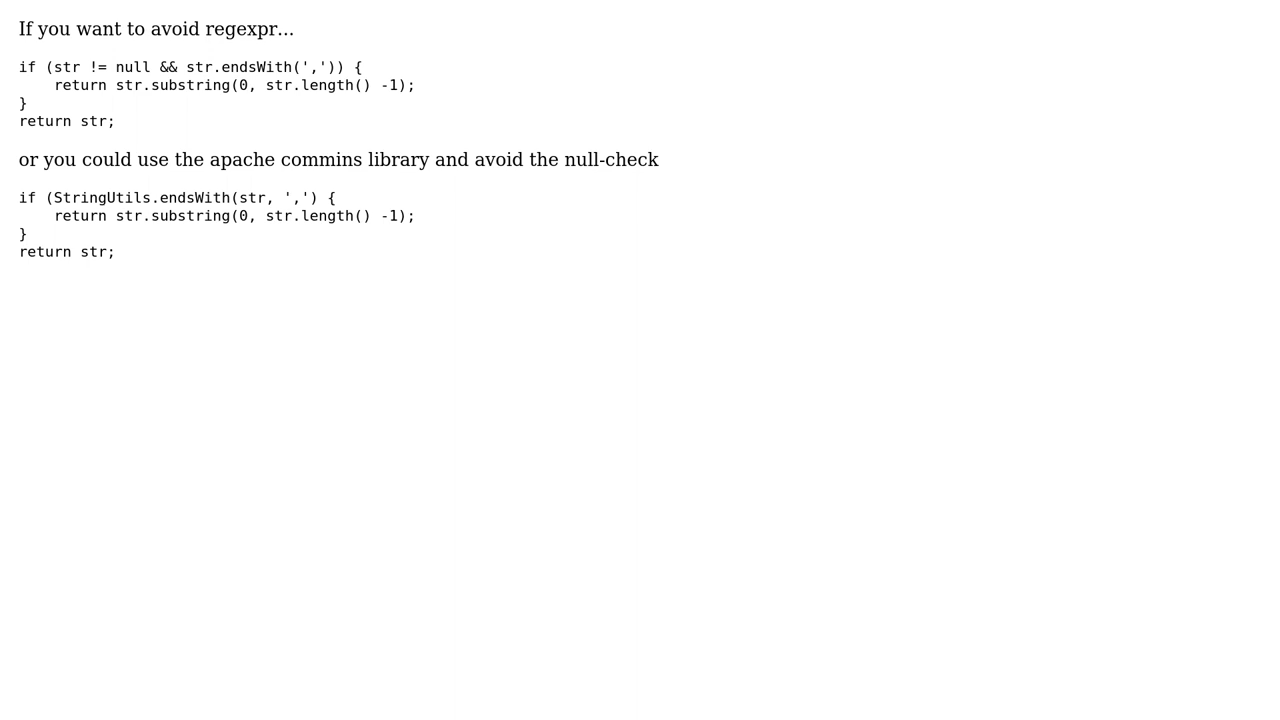 If you want to avoid regexpr...
if (str != null && str.endsWith(',')) {
    return str.substring(0, str.length() -1);
}
return str;
or you could use the apache commins library and avoid the null-check
if (StringUtils.endsWith(str, ',') {
    return str.substring(0, str.length() -1);
}
return str;